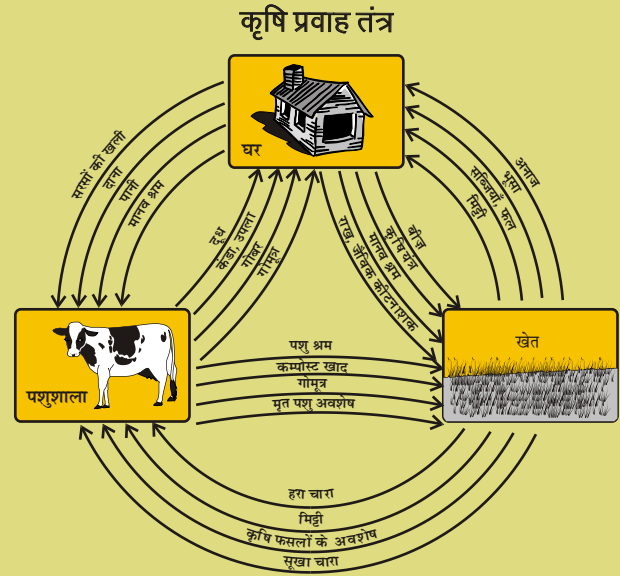 कृषि प्रवाह तंत्र
घर
सरसों की खली
दाना
पानी
मानव श्रम
दूध
कंडा, उपला
गोबर
गोमूत्र
बीज़
कृषि यंत्र
मानव श्रम
राख, जैविक कीटनाशक
अनाज
भूसा
सब्जियाँ, फल
मिट्टी
पशुशाला
खेत
पशु श्रम
कम्पोस्ट खाद
गोमूत्र
मृत पशु अवशेष
हरा चारा
मिट्टी
कृषि फसलों के अवशेष
सूखा चारा